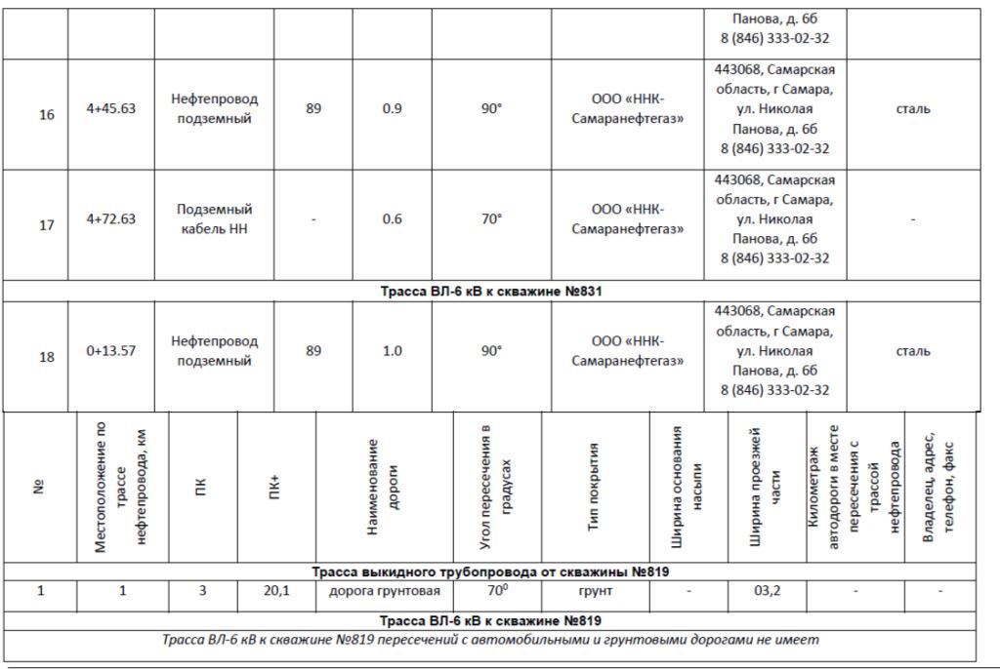 Панова, д. 6б
8 (846) 333-02-32
16 4+45.63 Нефтепровод подземный 89 0.9 90° ООО «ННК-Самаранефтегаз» 443068, Самарская область, г Самара, ул. Николая Панова, д. 6б 8 (846) 333-02-32 сталь
17 4+72.63 Подземный кабель НН - 0.6 70° ООО «ННК-Самаранефтегаз» 443068, Самарская область, г Самара, ул. Николая Панова, д. 6б 8 (846) 333-02-32 -
Трасса ВЛ-6 кВ к скважине №831
18 0+13.57 Нефтепровод подземный 89 1.0 90° ООО «ННК-Самаранефтегаз» 443068, Самарская область, г Самара, ул. Николая Панова, д. 6б 8 (846) 333-02-32 сталь
№
Местоположение по трассе нефтепровода, км
ПК
ПК+
Наименование дороги
Угол пересечения в градусах
Тип покрытия
Ширина основания насыпи
Ширина проезжей части
Километраж автодороги в месте пересечения с трассой нефтепровода
Владелец, адрес, телефон, факс
Трасса выкидного трубопровода от скважины №819
1 1 3 20,1 дорога грунтовая 70⁰ грунт - 03,2 - -
Трасса ВЛ-6 кВ к скважине №819
Трасса ВЛ-6 кВ к скважине №819 пересечений с автомобильными и грунтовыми дорогами не имеет